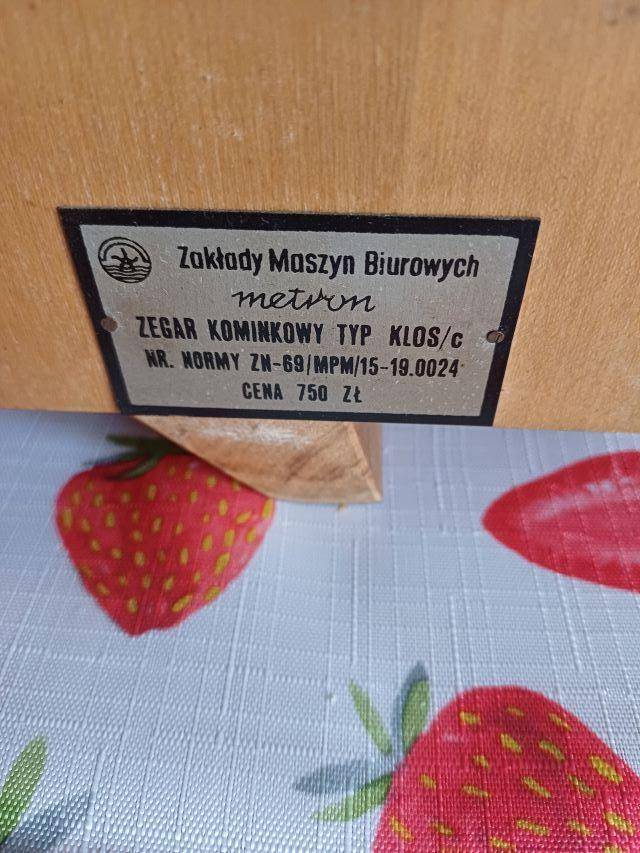 Zakłady Maszyn Biurowych
metron
ZEGAR KOMINKOWY TYP KLOS/c
NR. NORMY ZN-69/MPM/15-19.0024
CENA 750 ZŁ